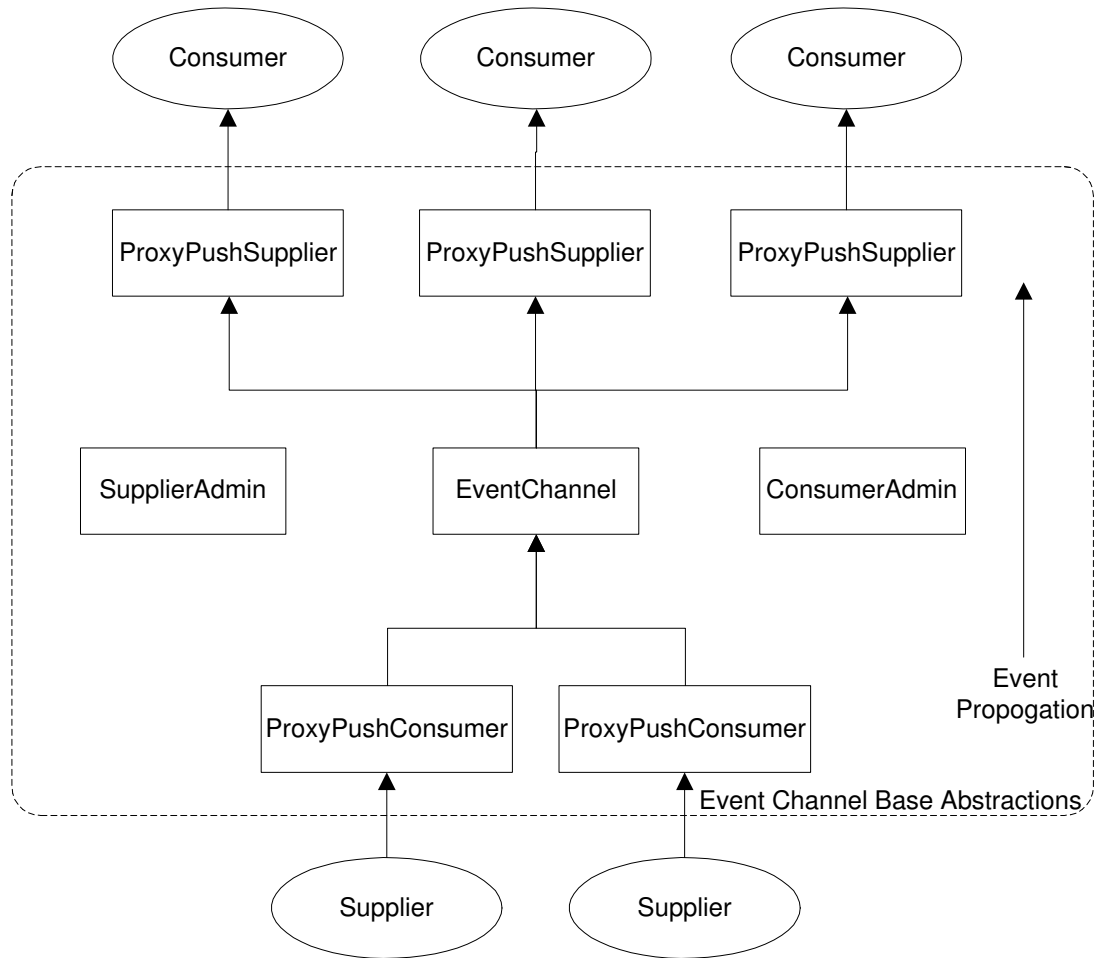 Consumer
Consumer
Consumer
ProxyPushSupplier
ProxyPushSupplier
ProxyPushSupplier
SupplierAdmin
EventChannel
ConsumerAdmin
Event
Propogation
ProxyPushConsumer
ProxyPushConsumer
Event Channel Base Abstractions
Supplier
Supplier